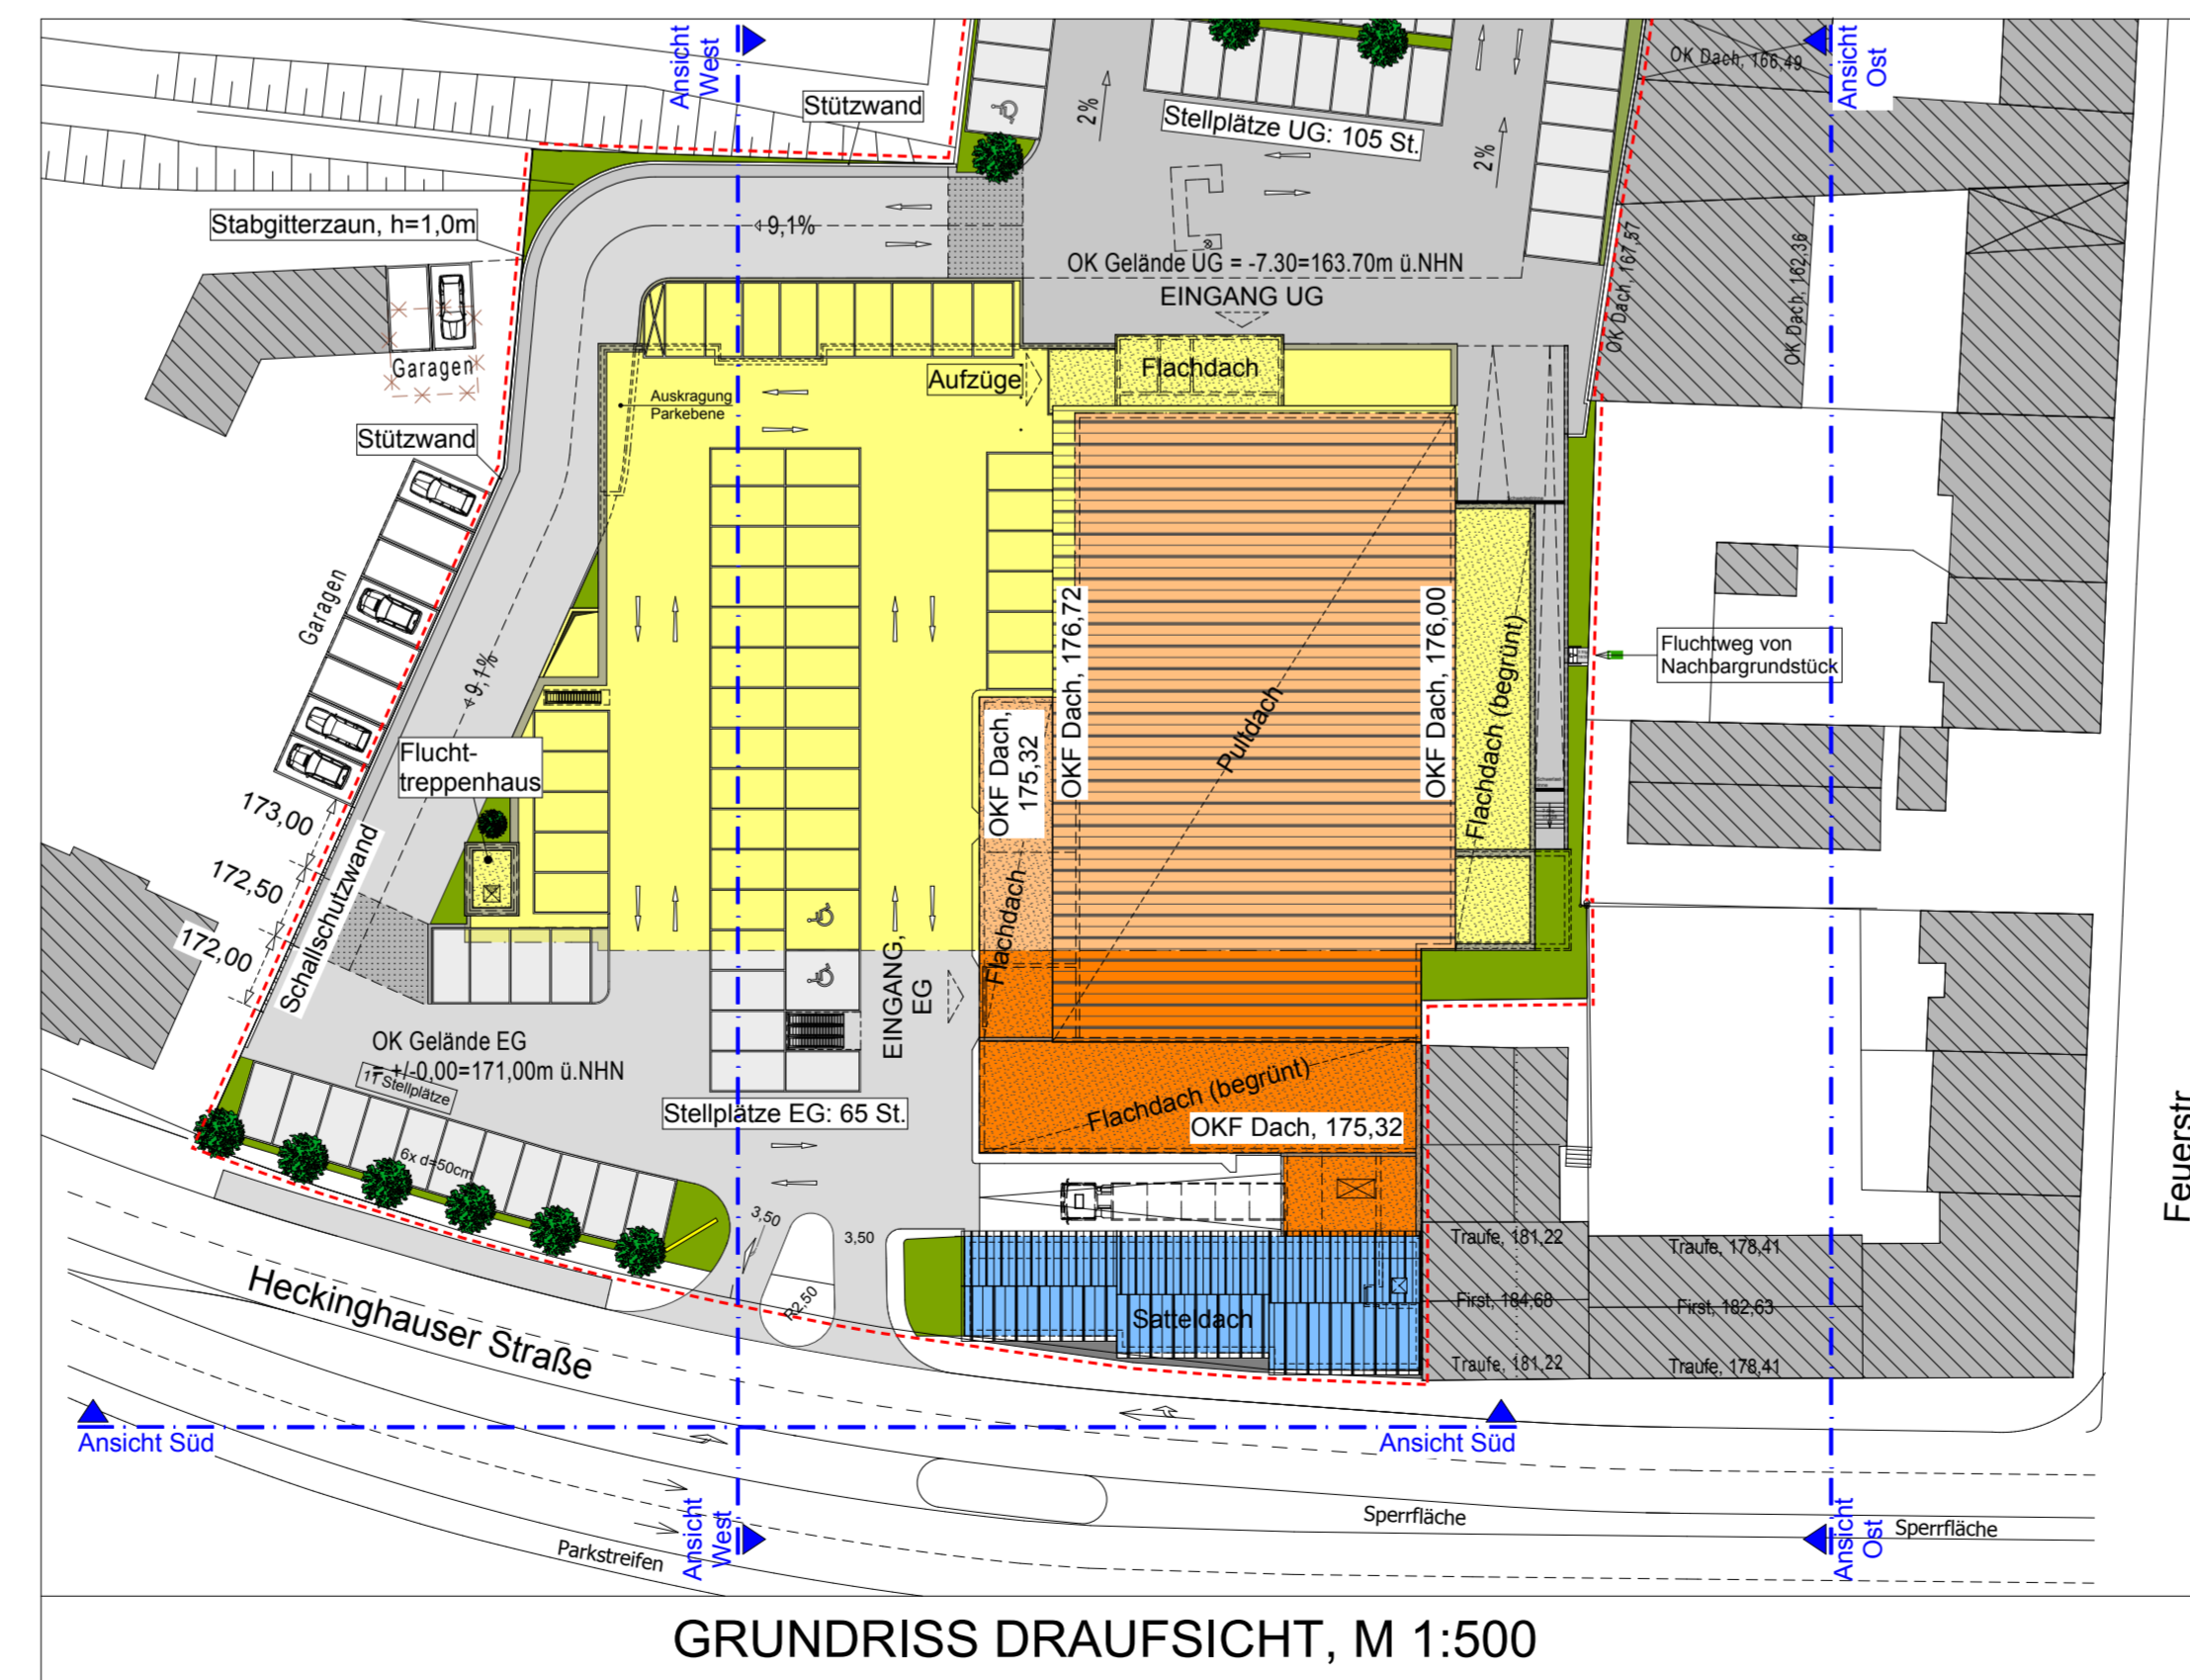 Ansicht
West
Stützwand
OK Dach, 166,49
Ansicht
Ost
2%
Stellplätze UG: 105 St.
2%
Stabgitterzaun, h=1,0m
9,1%
OK Gelände UG = -7.30=163.70m ü.NHN
EINGANG UG
OK Dach, 167,57
OK Dach, 162,36
Garagen
Flachdach
Aufzüge
Auskragung
Parkebene
Stützwand
Garagen
OKF Dach, 176,72
OKF Dach, 176,00
Flachdach (begrünt)
Fluchtweg von
Nachbargrundstück
9,1%
Pultdach
OKF Dach,
175,32
Flucht-
treppenhaus
173,00
172,50
172,00
Schallschutzwand
Flachdach
EINGANG,
EG
OK Gelände EG
= +/-0,00=171,00m ü.NHN
11 Stellplätze
Stellplätze EG: 65 St.
Flachdach (begrünt)
OKF Dach, 175,32
6x d=50cm
3,50
3,50
R2,50
Feuerstr
Traufe, 181,22
Traufe, 178,41
First, 184,68
First, 182,63
Satteldach
Traufe, 181,22
Traufe, 178,41
Heckinghauser Straße
Ansicht Süd
Ansicht Süd
Ansicht
West
Sperrfläche
Ansicht
Ost
Sperrfläche
Parkstreifen
GRUNDRISS DRAUFSICHT, M 1:500